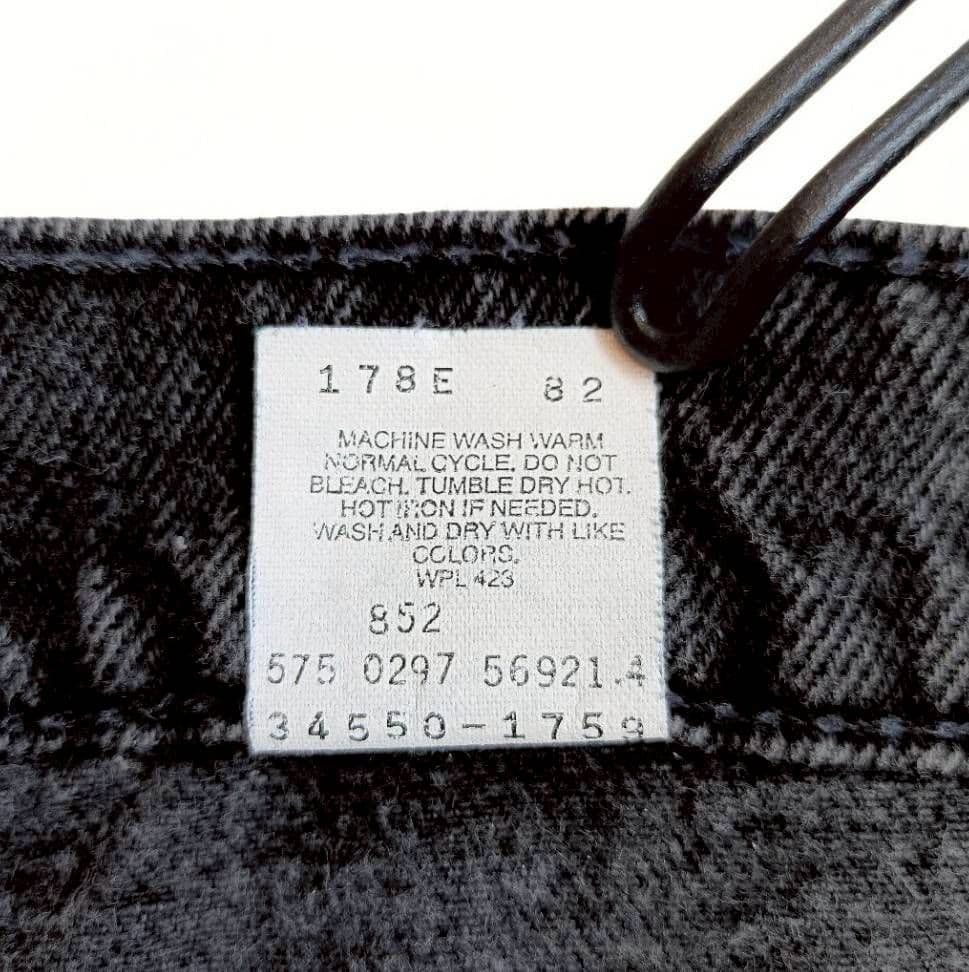 178E 82
MACHINE WASH WARM
NORMAL CYCLE. DO NOT
BLEACH. TUMBLE DRY HOT.
HOT IRON IF NEEDED.
WASH AND DRY WITH LIKE
COLORS.
WPL 423
852
575 0297 56921.4
34550-1759